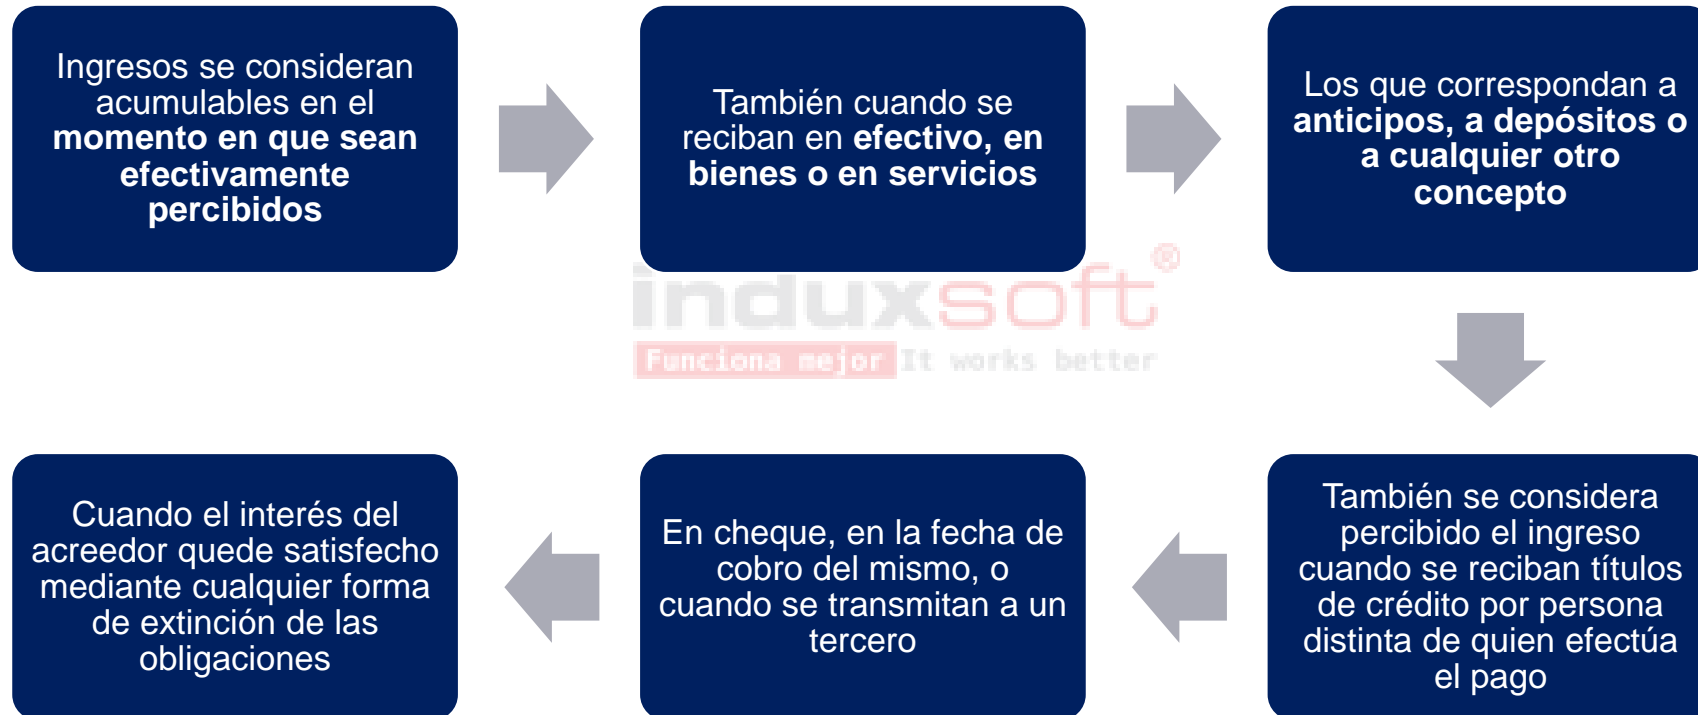 Ingresos se consideran
acumulables en el
momento en que sean
efectivamente
percibidos
También cuando se
reciban en efectivo, en
bienes o en servicios
Los que correspondan a
anticipos, a depósitos o
a cualquier otro
concepto
induxsoft®
Funciona mejor It works better
También se considera
percibido el ingreso
cuando se reciban títulos
de crédito por persona
distinta de quien efectúa
el pago
En cheque, en la fecha de
cobro del mismo, o
cuando se transmitan a un
tercero
Cuando el interés del
acreedor quede satisfecho
mediante cualquier forma
de extinción de las
obligaciones